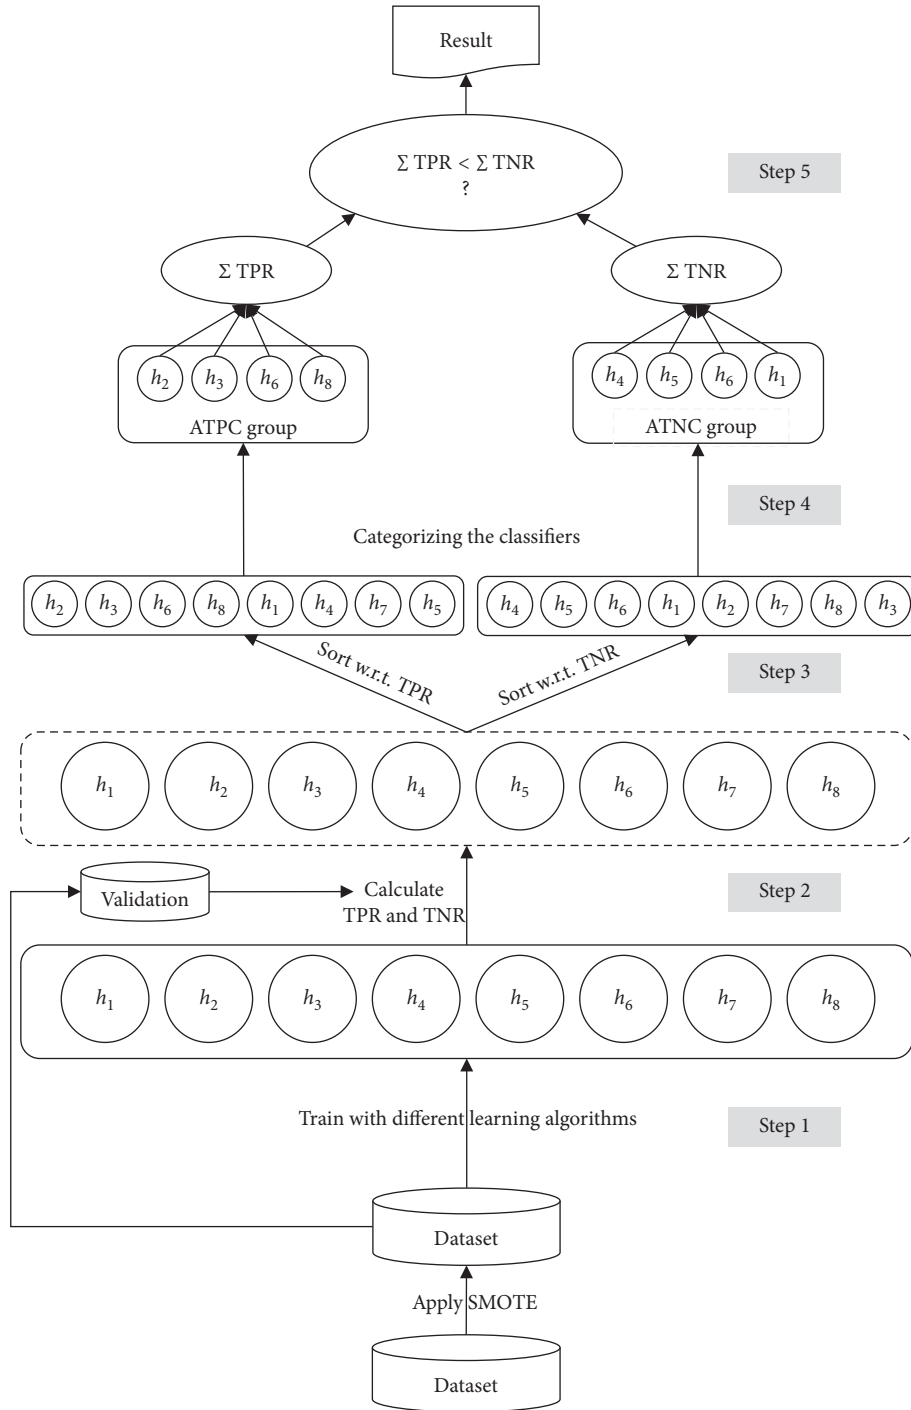 Result
Σ TPR < Σ TNR
?
Step 5
Σ TPR
Σ TNR
h2 h3 h6 h8
h4 h5 h6 h1
ATPC group
ATNC group
Step 4
Categorizing the classifiers
h2 h3 h6 h8 h1 h4 h7 h5
h4 h5 h6 h1 h2 h7 h8 h3
Sort w.r.t. TPR
Sort w.r.t. TNR
Step 3
h1 h2 h3 h4 h5 h6 h7 h8
Validation
Calculate
TPR and TNR
Step 2
h1 h2 h3 h4 h5 h6 h7 h8
Train with different learning algorithms
Step 1
Dataset
Apply SMOTE
Dataset